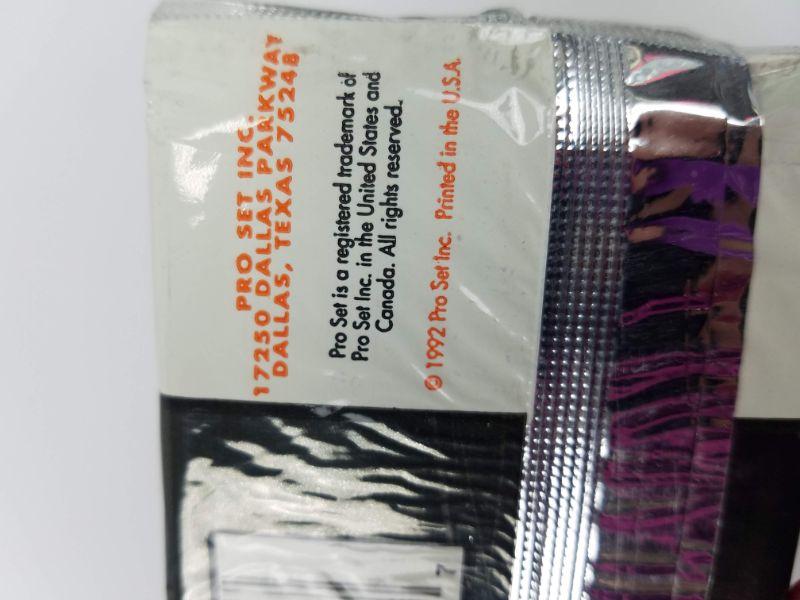 PRO SET INC.
17250 DALLAS PARKWAY
DALLAS, TEXAS 75248
Pro Set is a registered trademark of
Pro Set Inc. in the United States and
Canada. All rights reserved.
© 1992 Pro Set Inc. Printed in the U.S.A.
7